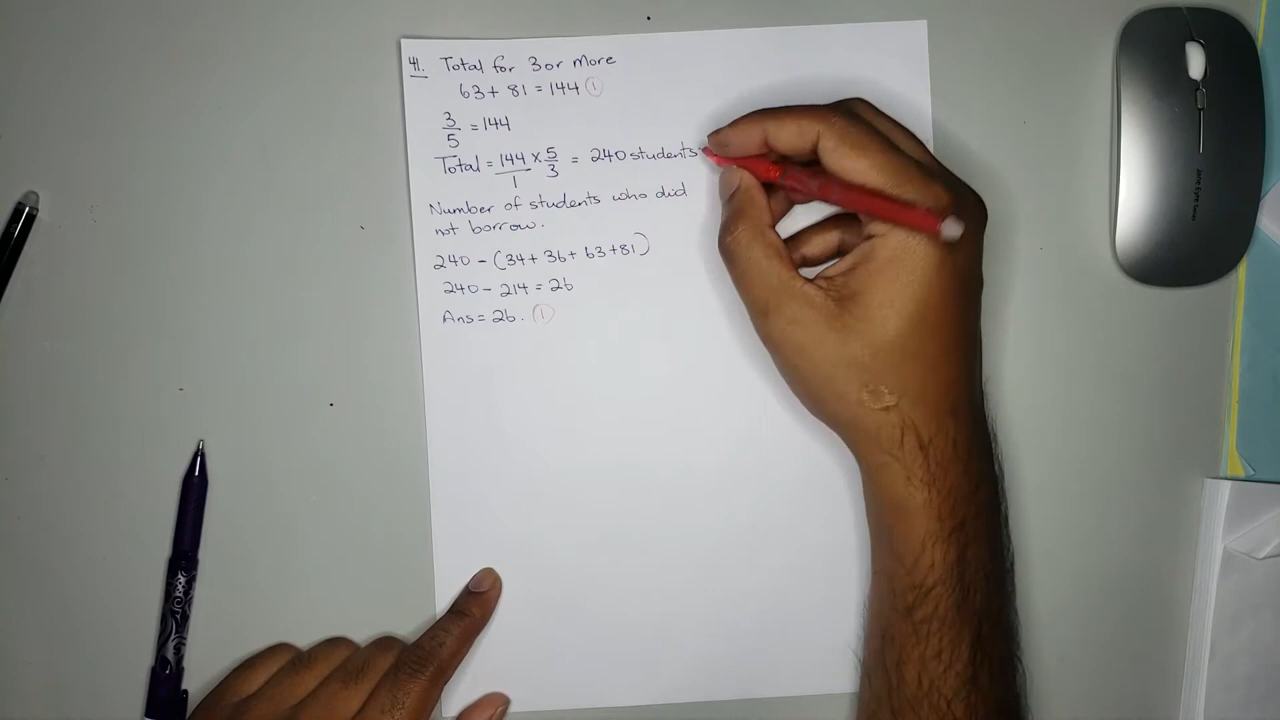 41. Total for 3 or more
63 + 81 = 144 ①
3/5 = 144
Total = 144/1 × 5/3 = 240 students
Number of students who did
not borrow.
240 - (34 + 36 + 63 + 81)
240 - 214 = 26
Ans = 26. ①